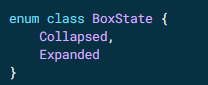 enum class BoxState {
    Collapsed,
    Expanded
}